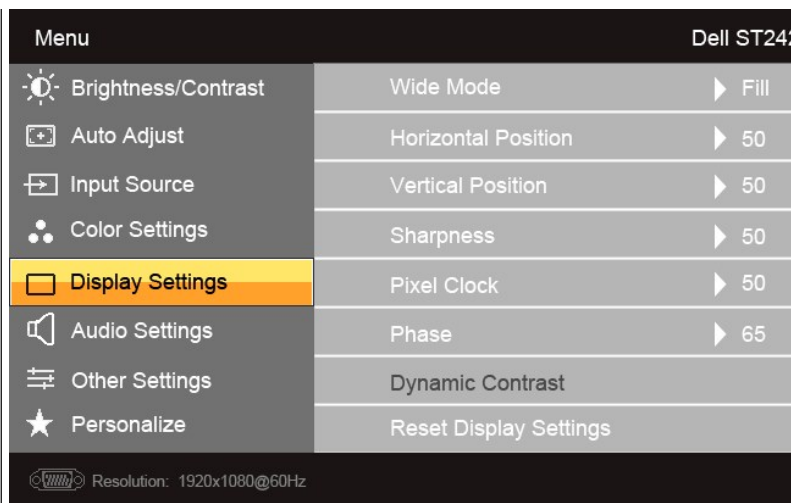 Menu Dell ST242
Brightness/Contrast Wide Mode Fill
Auto Adjust Horizontal Position 50
Input Source Vertical Position 50
Color Settings Sharpness 50
Display Settings Pixel Clock 50
Audio Settings Phase 65
Other Settings Dynamic Contrast
Personalize Reset Display Settings
Resolution: 1920x1080@60Hz